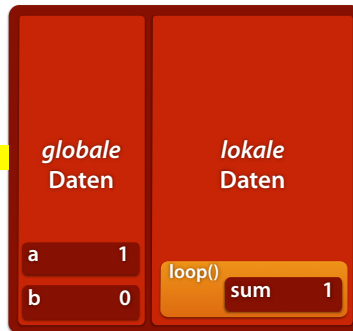 globale
Daten
a 1
b 0
lokale
Daten
loop()
sum 1